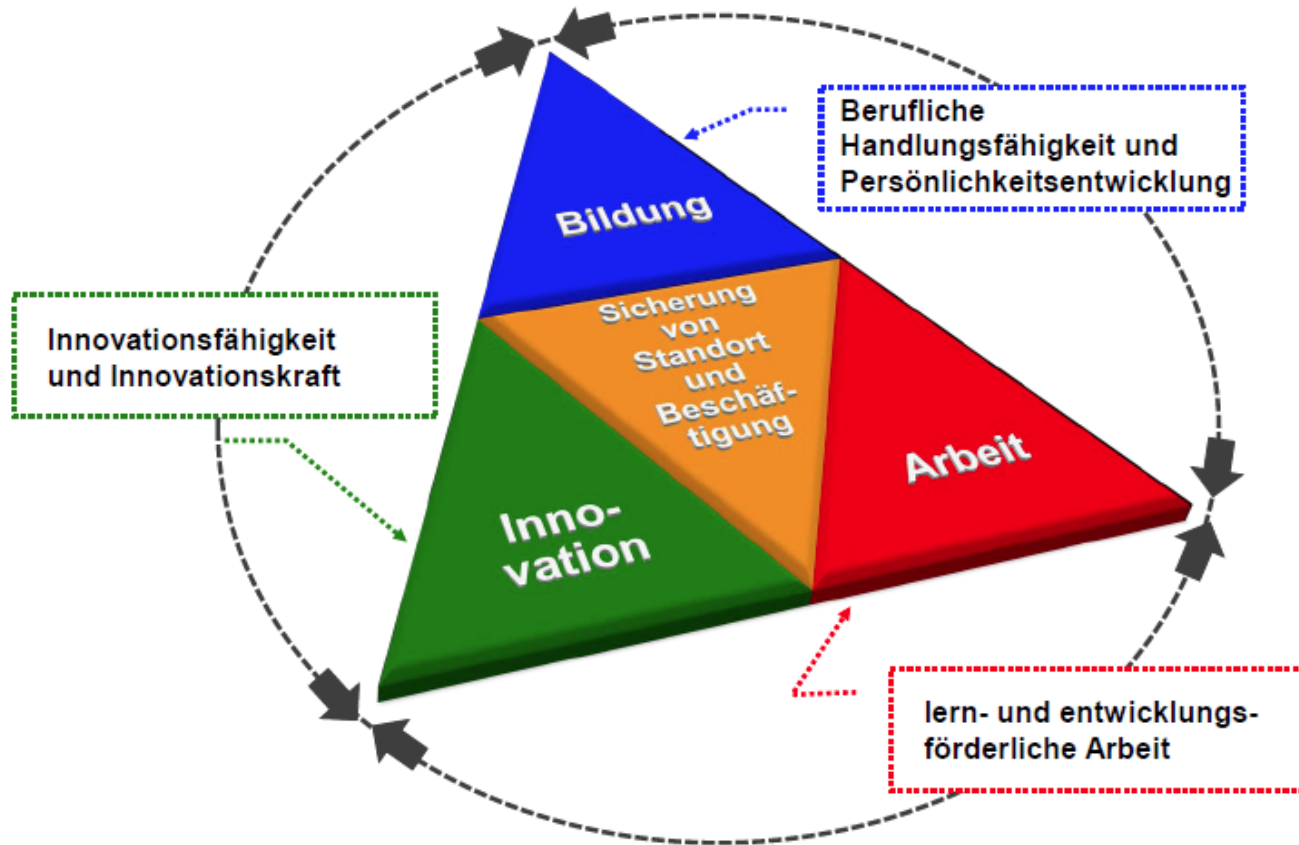 Berufliche
Handlungsfähigkeit und
Persönlichkeitsentwicklung
Bildung
Sicherung
von
Standort
und
Beschäf-
tigung
Innovationsfähigkeit
und Innovationskraft
Arbeit
Inno-
vation
lern- und entwicklungs-
förderliche Arbeit